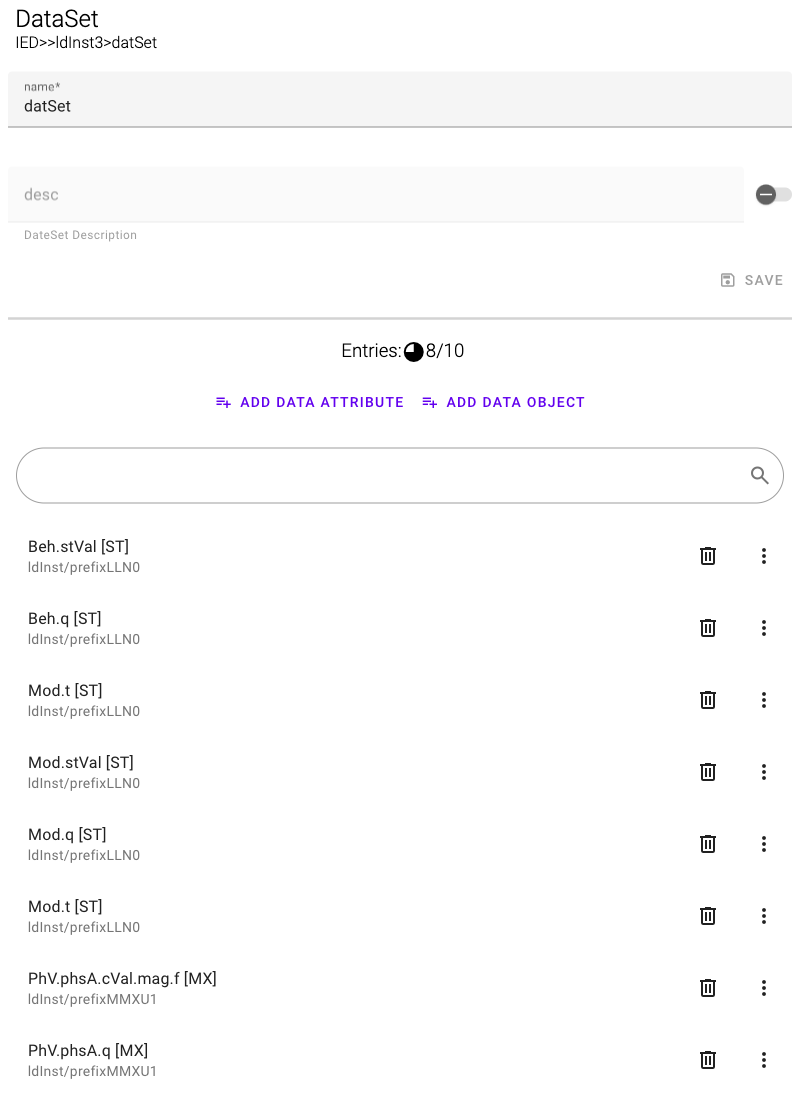 DataSet
IED>>ldInst3>datSet
name*
datSet
desc
DateSet Description
SAVE
Entries: 8/10
ADD DATA ATTRIBUTE ADD DATA OBJECT
Beh.stVal [ST]
ldInst/prefixLLN0
Beh.q [ST]
ldInst/prefixLLN0
Mod.t [ST]
ldInst/prefixLLN0
Mod.stVal [ST]
ldInst/prefixLLN0
Mod.q [ST]
ldInst/prefixLLN0
Mod.t [ST]
ldInst/prefixLLN0
PhV.phsA.cVal.mag.f [MX]
ldInst/prefixMMXU1
PhV.phsA.q [MX]
ldInst/prefixMMXU1